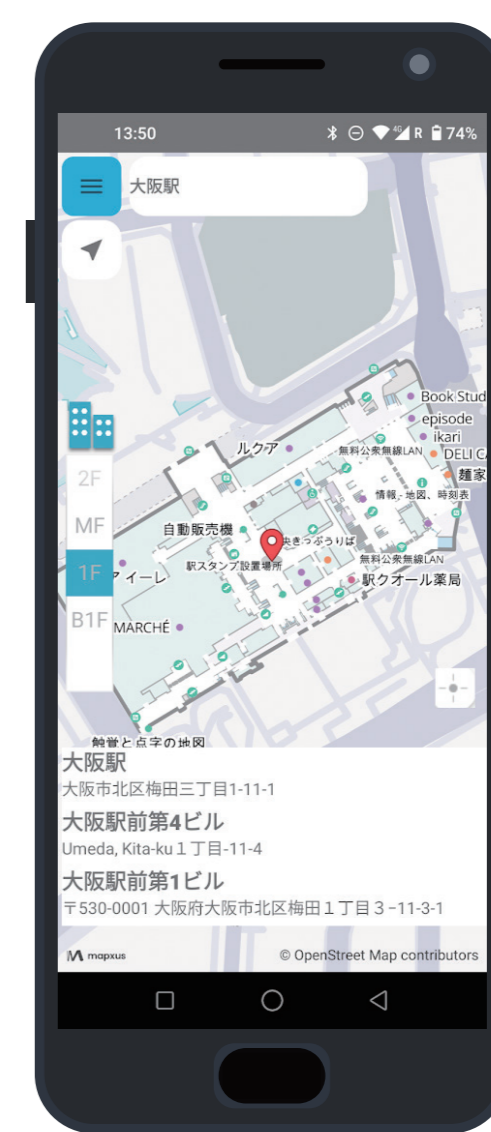 13:50
4G R 74%
大阪駅
Book Stud
episode
ikari
DELI CA
麺家
ルクア
無料公衆無線LAN
情報、地図、時刻表
2F
MF
自動販売機
央きっぷうりば
1F
ア イーレ
駅スタンプ設置場所
無料公衆無線LAN
駅クオール薬局
B1F
MARCHÉ
触覚と点字の地図
大阪駅
大阪市北区梅田三丁目1-11-1
大阪駅前第4ビル
Umeda, Kita-ku１丁目-11-4
大阪駅前第1ビル
〒530-0001 大阪府大阪市北区梅田１丁目３−11-3-1
mapxus
© OpenStreet Map contributors